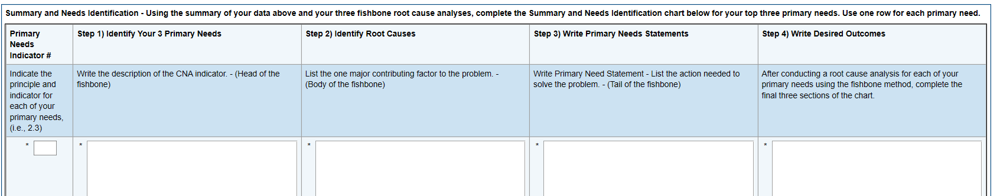 Summary and Needs Identification - Using the summary of your data above and your three fishbone root cause analyses, complete the Summary and Needs Identification chart below for your top three primary needs. Use one row for each primary need.
Primary
Needs
Indicator #
Step 1) Identify Your 3 Primary Needs
Step 2) Identify Root Causes
Step 3) Write Primary Needs Statements
Step 4) Write Desired Outcomes
Indicate the
principle and
indicator for
each of your
primary needs,
(i.e., 2.3)
Write the description of the CNA indicator. - (Head of the
fishbone)
List the one major contributing factor to the problem. -
(Body of the fishbone)
Write Primary Need Statement - List the action needed to
solve the problem. - (Tail of the fishbone)
After conducting a root cause analysis for each of your
primary needs using the fishbone method, complete the
final three sections of the chart.
* * * * *